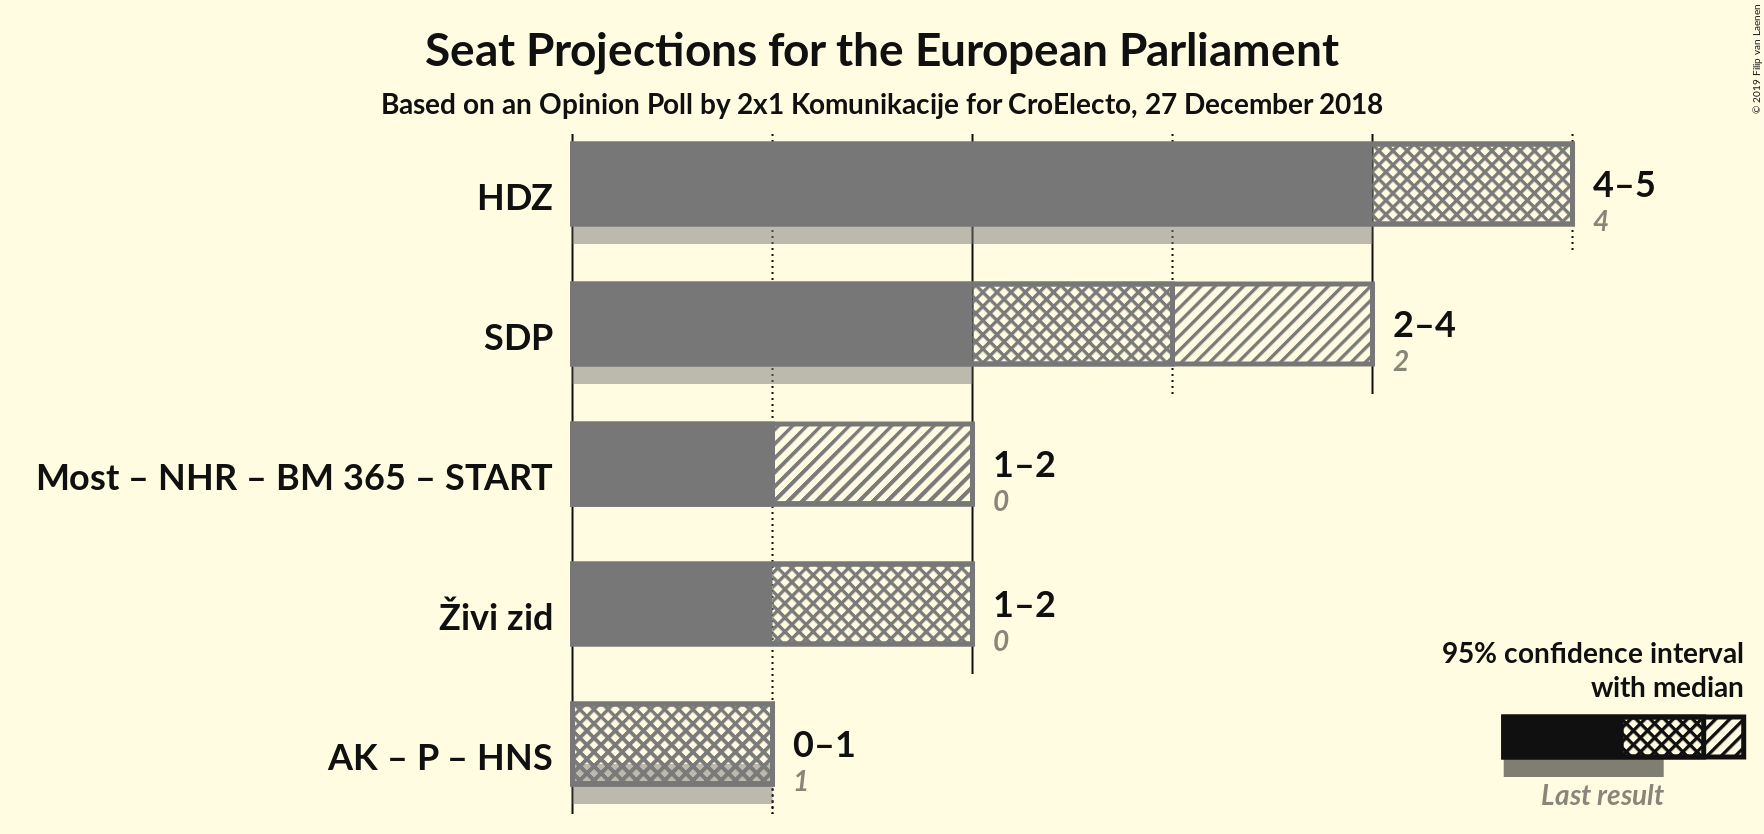 Seat Projections for the European Parliament
Based on an Opinion Poll by 2x1 Komunikacije for CroElecto, 27 December 2018
© 2019 Filip van Laenen
HDZ
4–5
4
SDP
2–4
2
Most – NHR – BM 365 – START
1–2
0
Živi zid
1–2
0
AK – P – HNS
0–1
1
95% confidence interval
with median
Last result